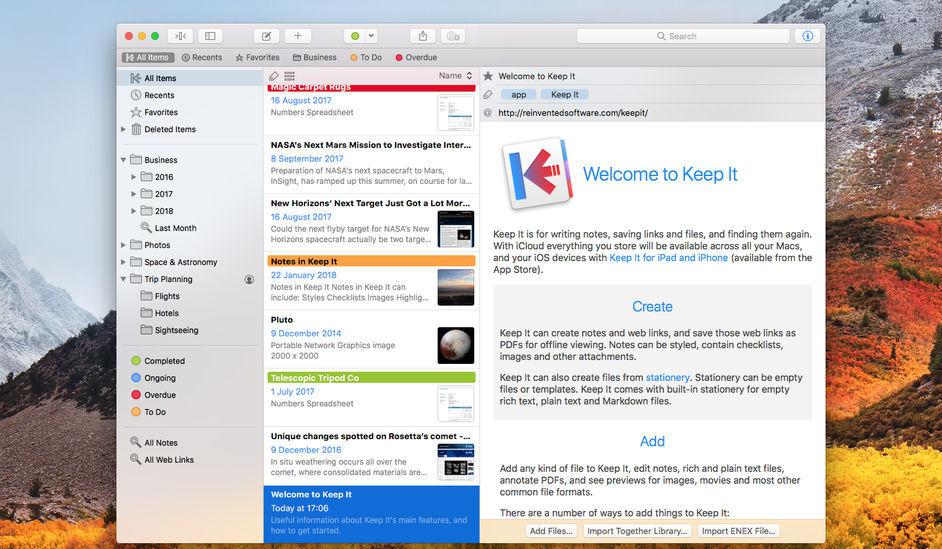 Search
All Items
Recents
Favorites
Business
To Do
Overdue
All Items
Recents
Favorites
Deleted Items
Business
2016
2017
2018
Last Month
Photos
Space & Astronomy
Trip Planning
Flights
Hotels
Sightseeing
Completed
Ongoing
Overdue
To Do
All Notes
All Web Links
Name
Magic Carpet Rugs
16 August 2017
Numbers Spreadsheet
NASA's Next Mars Mission to Investigate Inter...
8 September 2017
Preparation of NASA's next spacecraft to Mars,
InSight, has ramped up this summer, on course for la...
New Horizons' Next Target Just Got a Lot Mor...
16 August 2017
Could the next flyby target for NASA's New
Horizons spacecraft actually be two targe...
Notes in Keep It
22 January 2018
Notes in Keep It Notes in Keep It can
include: Styles Checklists Images Highlig...
Pluto
9 December 2014
Portable Network Graphics image
2000 x 2000
Telescopic Tripod Co
1 July 2017
Numbers Spreadsheet
Unique changes spotted on Rosetta's comet -...
9 December 2016
In situ weathering occurs all over the
comet, where consolidated materials are...
Welcome to Keep It
Today at 17:06
Useful information about Keep It's main features, and
how to get started.
Welcome to Keep It
app
Keep It
@ http://reinventedsoftware.com/keepit/
Welcome to Keep It
Keep It is for writing notes, saving links and files, and finding them again.
With iCloud everything you store will be available across all your Macs,
and your iOS devices with Keep It for iPad and iPhone (available from the
App Store).
Create
Keep It can create notes and web links, and save those web links as
PDFs for offline viewing. Notes can be styled, contain checklists,
images and other attachments.
Keep It can also create files from stationery. Stationery can be empty
files or templates. Keep It comes with built-in stationery for empty
rich text, plain text and Markdown files.
Add
Add any kind of file to Keep It, edit notes, rich and plain text files,
annotate PDFs, and see previews for images, movies and most other
common file formats.
There are a number of ways to add things to Keep It:
Add Files...
Import Together Library...
Import ENEX File...